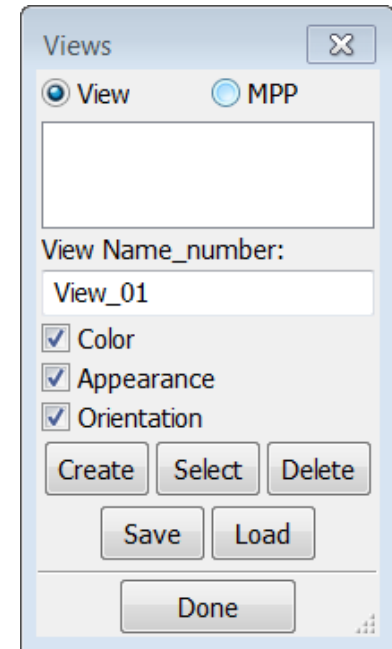 Views
View MPP
View Name_number:
View_01
Color
Appearance
Orientation
Create Select Delete
Save Load
Done